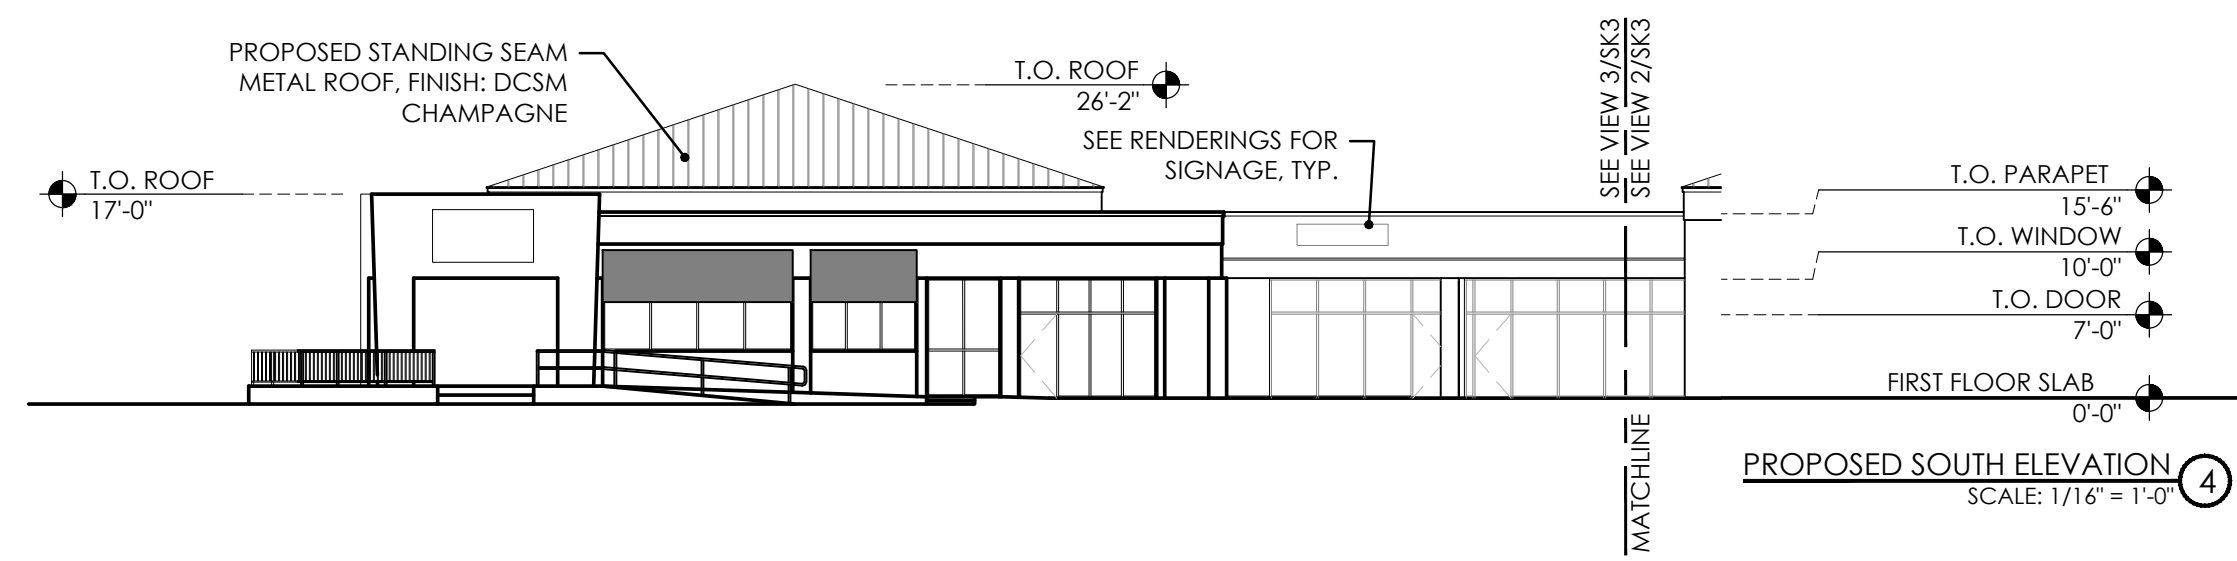 PROPOSED STANDING SEAM
METAL ROOF, FINISH: DCSM
CHAMPAGNE
T.O. ROOF
26'-2"
SEE RENDERINGS FOR
SIGNAGE, TYP.
SEE VIEW 3/SK3
SEE VIEW 2/SK3
T.O. ROOF
17'-0"
T.O. PARAPET
15'-6"
T.O. WINDOW
10'-0"
T.O. DOOR
7'-0"
FIRST FLOOR SLAB
0'-0"
MATCHLINE
PROPOSED SOUTH ELEVATION
4
SCALE: 1/16" = 1'-0"